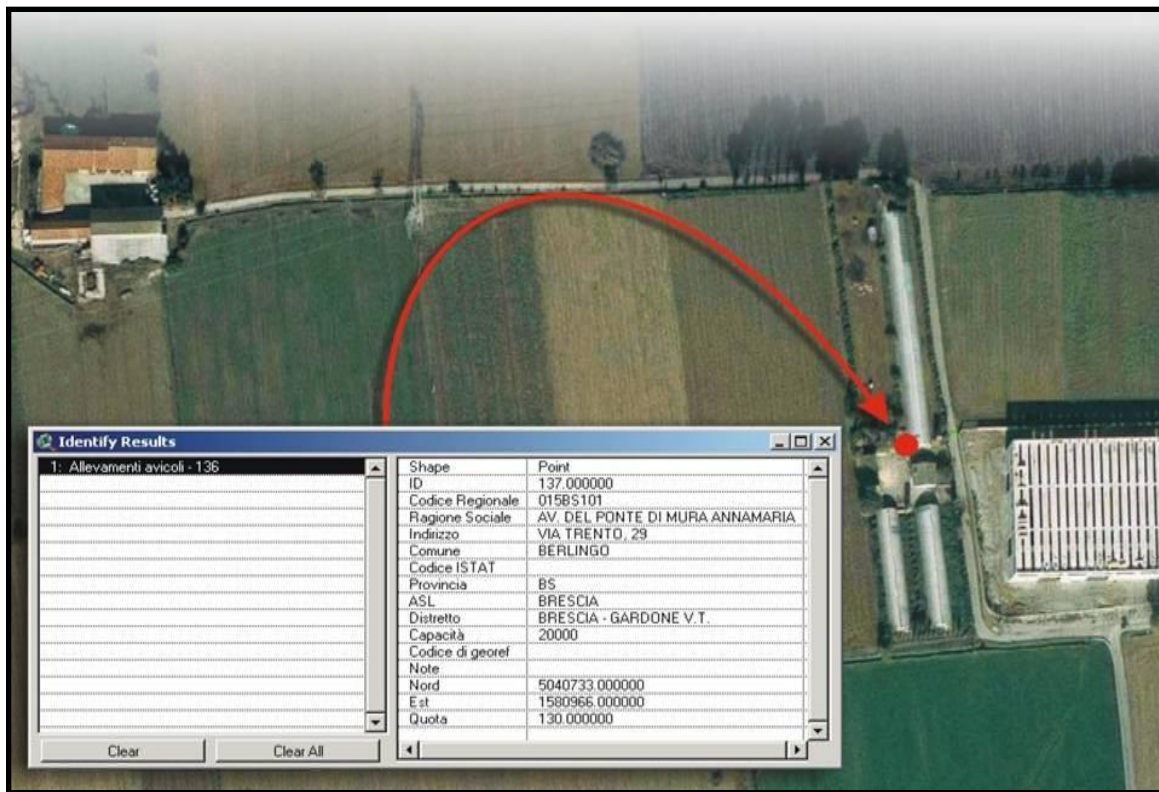 Identify Results
1: Allevamenti avicoli - 136
Shape Point
ID 137.000000
Codice Regionale 015BS101
Ragione Sociale AV. DEL PONTE DI MURA ANNAMARIA
Indirizzo VIA TRENTO, 29
Comune BERLINGO
Codice ISTAT
Provincia BS
ASL BRESCIA
Distretto BRESCIA - GARDONE V.T.
Capacità 20000
Codice di georef
Note
Nord 5040733.000000
Est 1580966.000000
Quota 130.000000
Clear Clear All